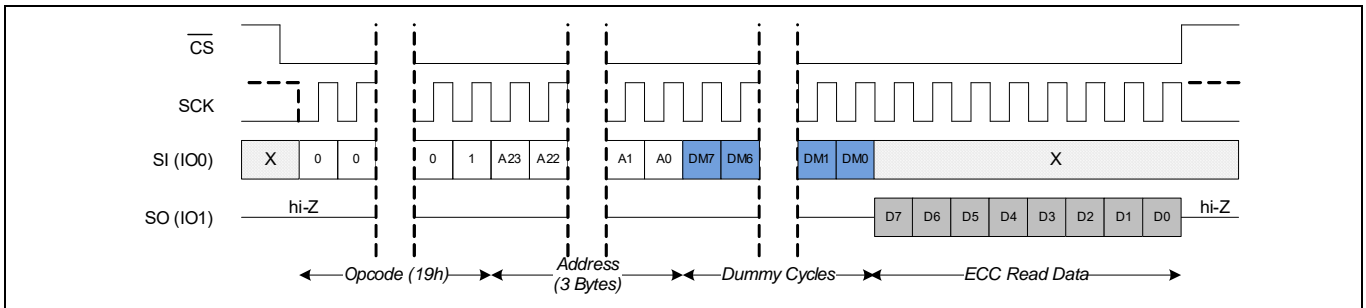 CS
SCK
SI (IO0) X 0 0 0 1 A23 A22 A1 A0 DM7 DM6 DM1 DM0 X
hi-Z
SO (IO1) D7 D6 D5 D4 D3 D2 D1 D0 hi-Z
Opcode (19h) Address (3 Bytes) Dummy Cycles ECC Read Data